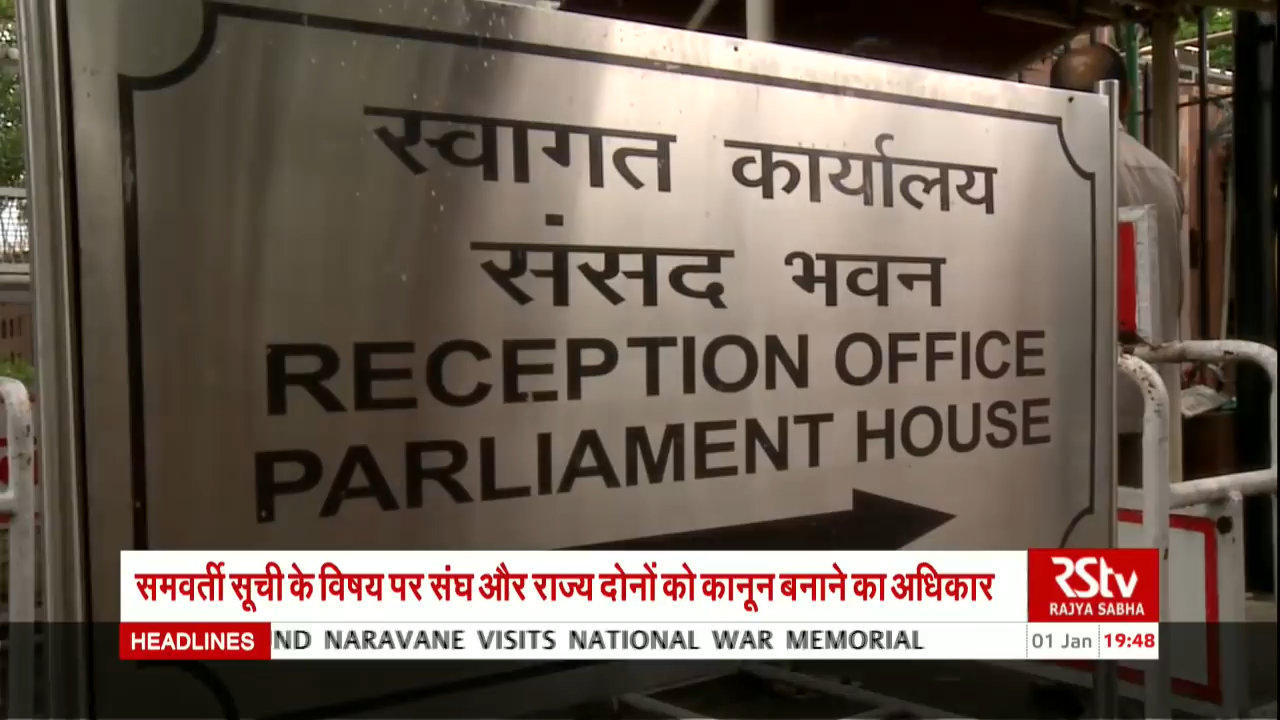 स्वागत कार्यालय
संसद भवन
RECEPTION OFFICE
PARLIAMENT HOUSE
समवर्ती सूची के विषय पर संघ और राज्य दोनों को कानून बनाने का अधिकार
RStv
RAJYA SABHA
HEADLINES ND NARAVANE VISITS NATIONAL WAR MEMORIAL
01 Jan 19:48